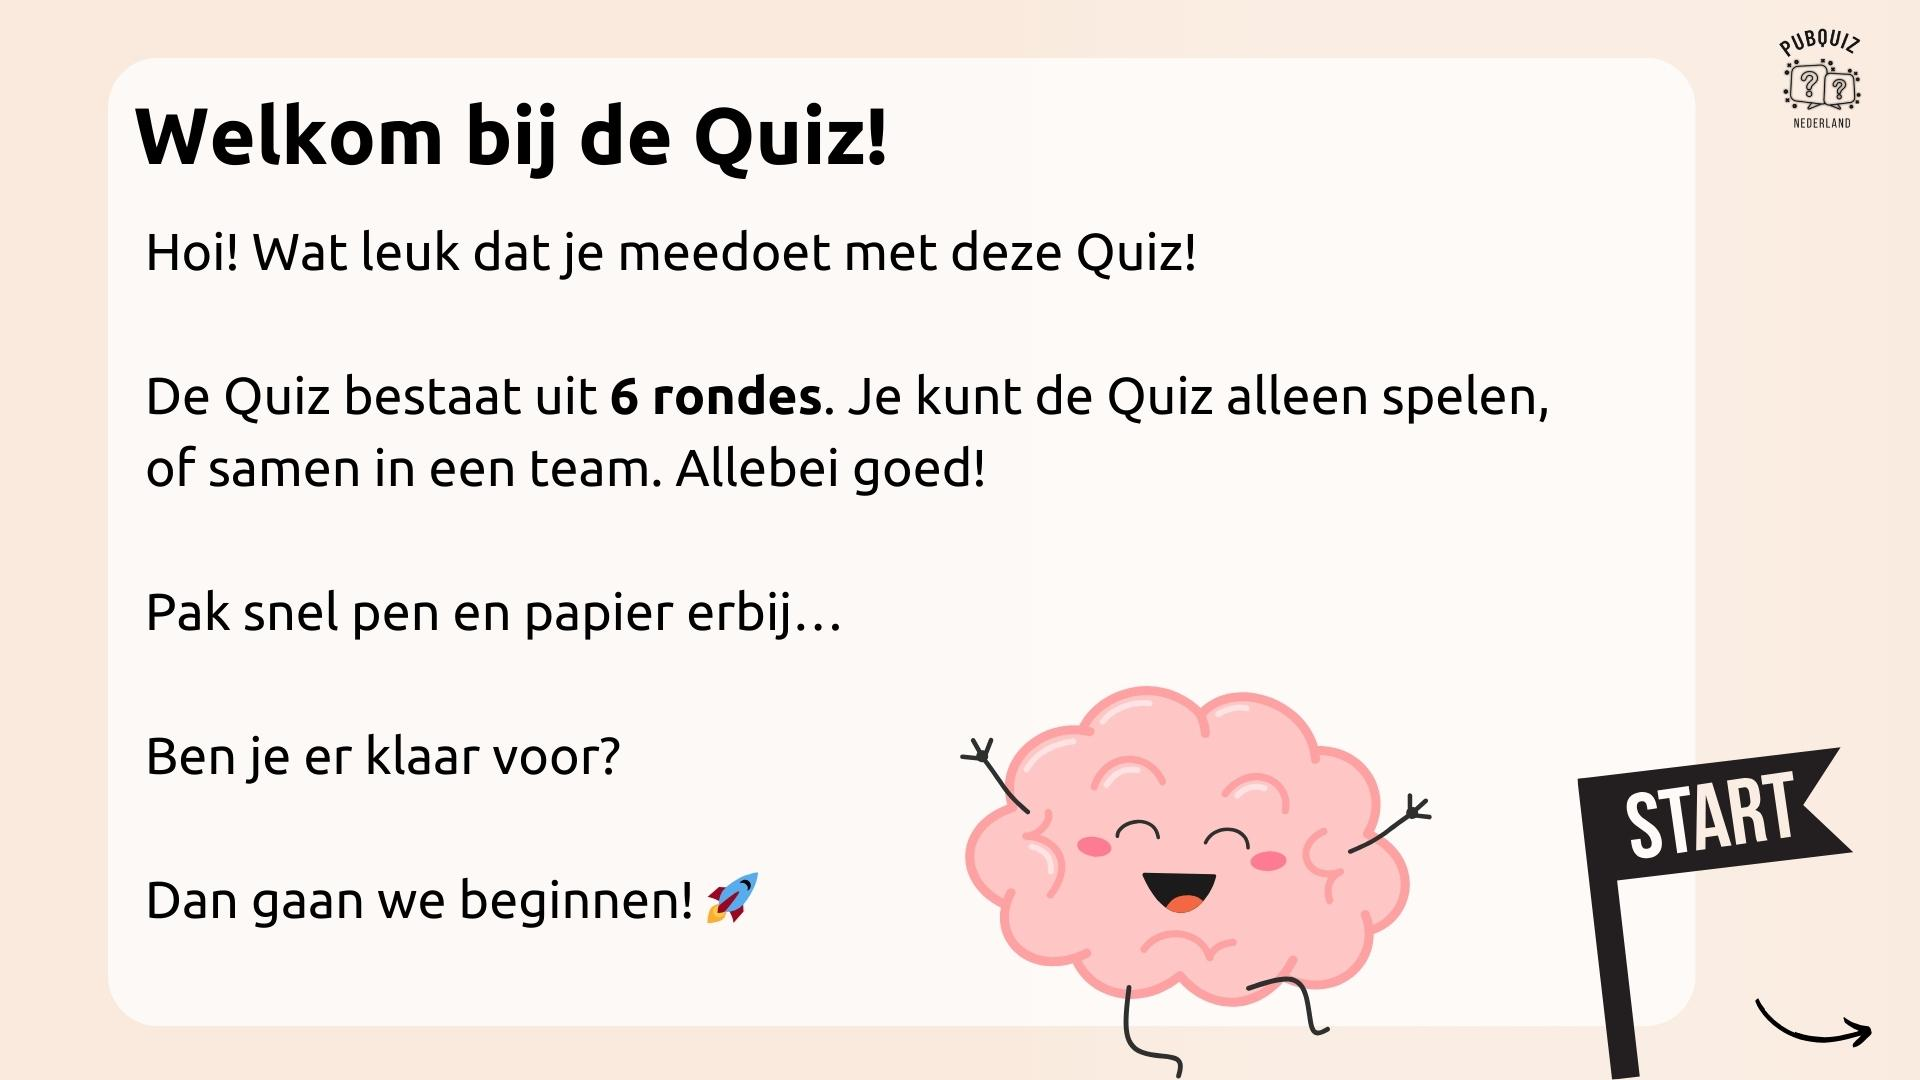 PUBQUIZ
? ?
NEDERLAND
Welkom bij de Quiz!
Hoi! Wat leuk dat je meedoet met deze Quiz!
De Quiz bestaat uit 6 rondes. Je kunt de Quiz alleen spelen,
of samen in een team. Allebei goed!
Pak snel pen en papier erbij...
Ben je er klaar voor?
Dan gaan we beginnen! 🚀
START